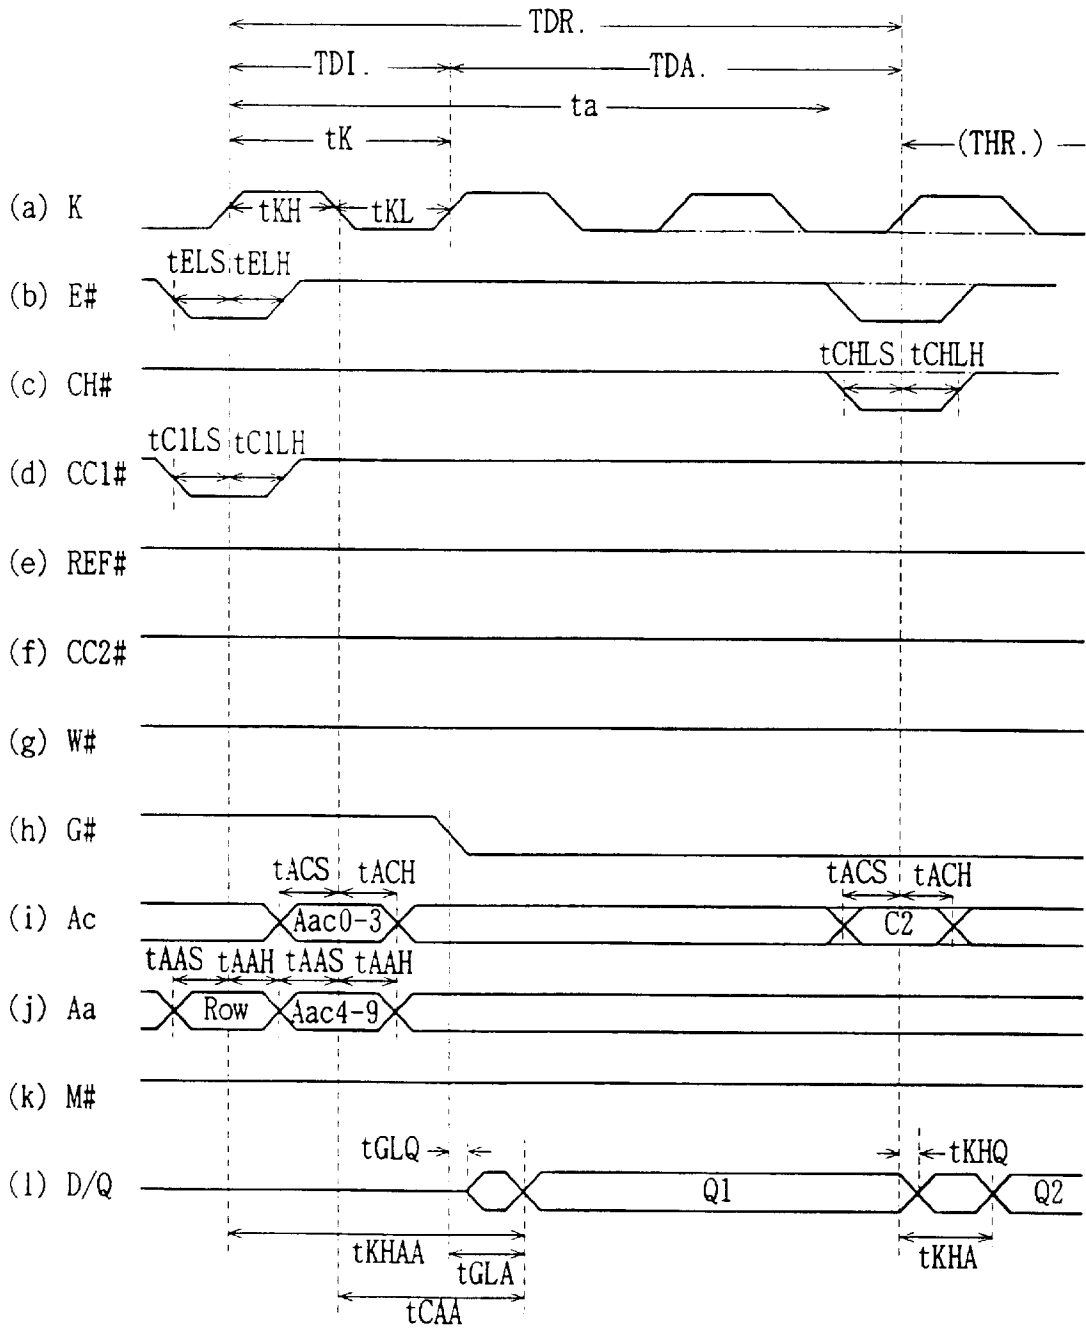 TDR.
TDI. TDA.
ta
tK (THR.)
(a) K tKH tKL
tELS tELH
(b) E#
tCHLS tCHLH
(c) CH#
tC1LS tC1LH
(d) CC1#
(e) REF#
(f) CC2#
(g) W#
(h) G#
tACS tACH tACS tACH
(i) Ac Aac0-3 C2
tAAS tAAH tAAS tAAH
(j) Aa Row Aac4-9
(k) M#
tGLQ tKHQ
(l) D/Q Q1 Q2
tKHAA tKHA
tGLA
tCAA